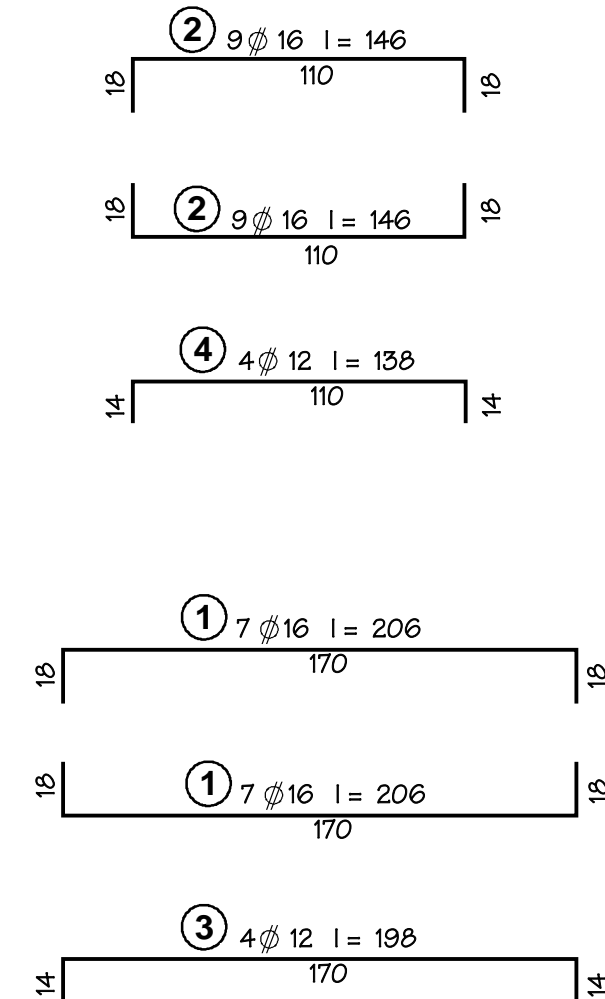 2 9∅ 16 l = 146
18 110 18
18 2 9∅ 16 l = 146 18
110
4 4∅ 12 l = 138
14 110 14
1 7 ∅16 l = 206
18 170 18
18 1 7 ∅16 l = 206 18
170
3 4∅ 12 l = 198
14 170 14